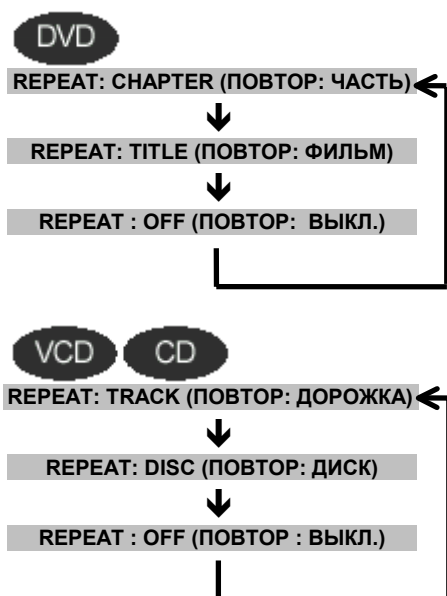 DVD
REPEAT: CHAPTER (ПОВТОР: ЧАСТЬ)
REPEAT: TITLE (ПОВТОР: ФИЛЬМ)
REPEAT : OFF (ПОВТОР: ВЫКЛ.)
VCD CD
REPEAT: TRACK (ПОВТОР: ДОРОЖКА)
REPEAT: DISC (ПОВТОР: ДИСК)
REPEAT : OFF (ПОВТОР : ВЫКЛ.)